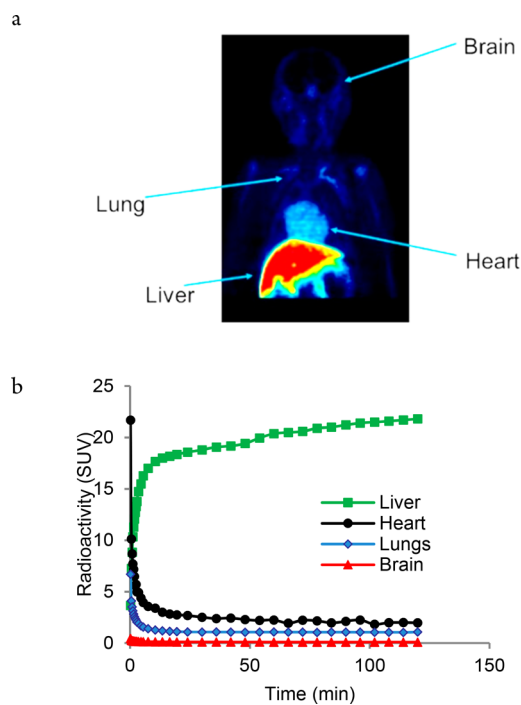 a
Brain
Lung
Heart
Liver
b
25
20
15
10
5
0
Radioactivity (SUV)
Liver
Heart
Lungs
Brain
0 50 100 150
Time (min)